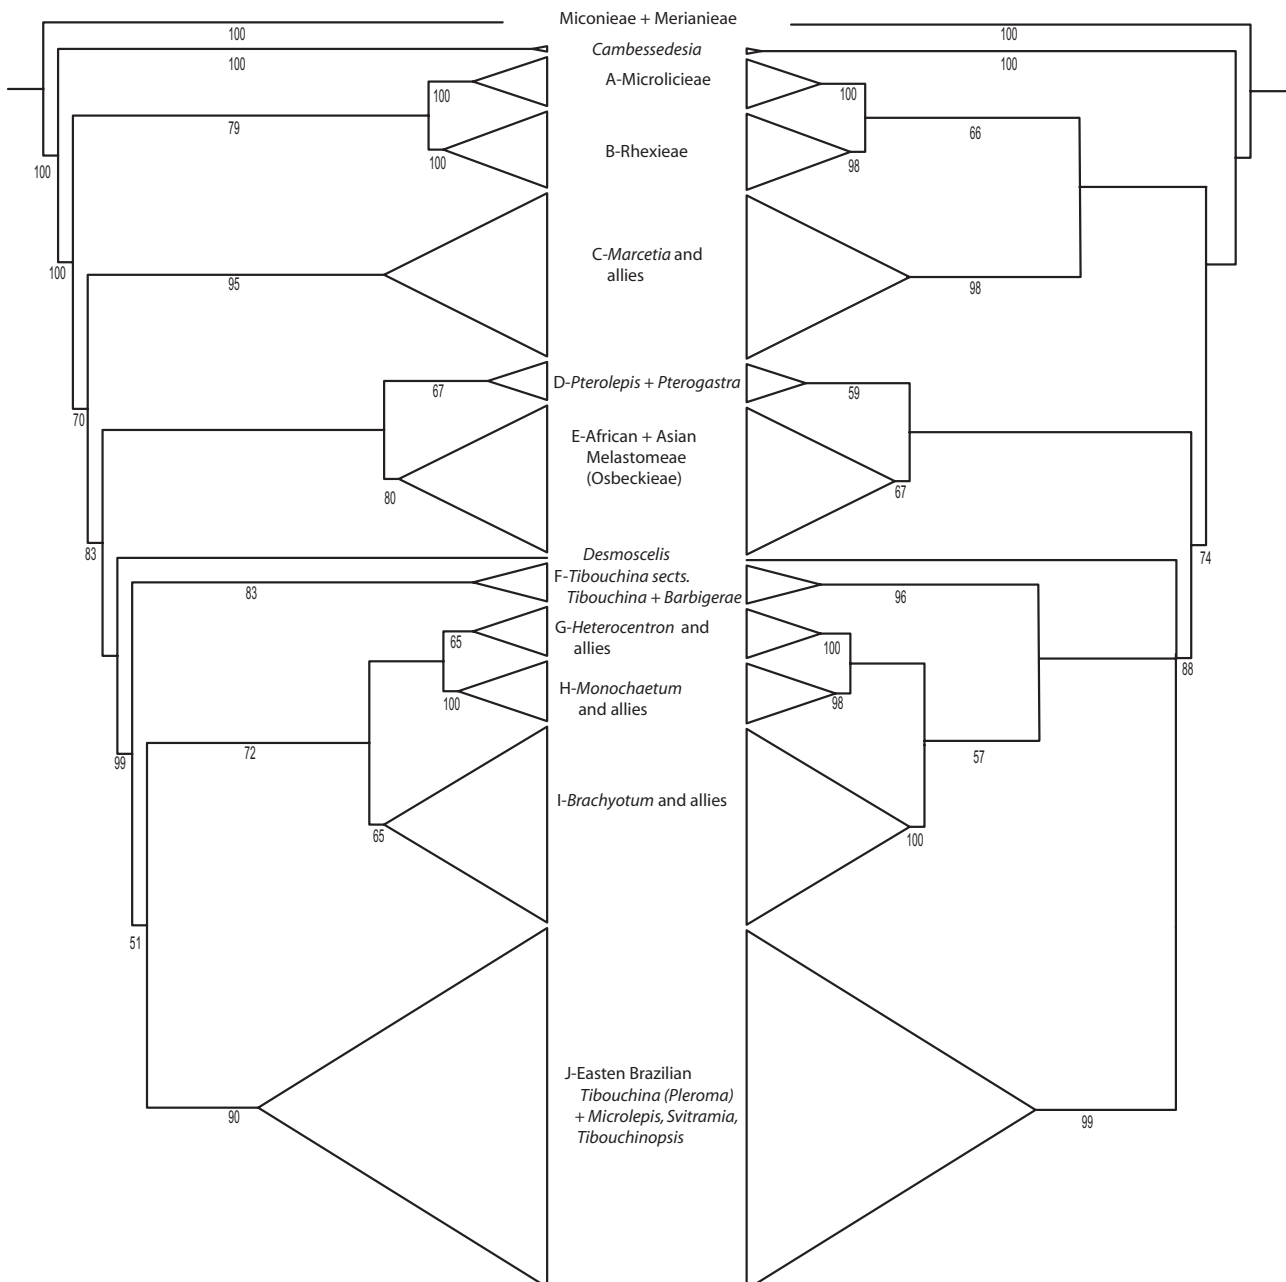 Miconieae + Merianieae
100 100
Cambessedesia
100 100
A-Microlicieae
100 100
79 66
B-Rhexieae
100 98
100
C-Marcetia and
allies
100
95 98
D-Pterolepis + Pterogastra
67 59
70
E-African + Asian
Melastomeae
(Osbeckieae)
80 67
83 74
Desmoscelis
F-Tibouchina sects.
Tibouchina + Barbigerae
83 96
G-Heterocentron and
allies
65 100
88
H-Monochaetum
and allies
100 98
99 72 57
I-Brachyotum and allies
65 100
51
J-Easten Brazilian
Tibouchina (Pleroma)
+ Microlepis, Svitramia,
Tibouchinopsis
90 99